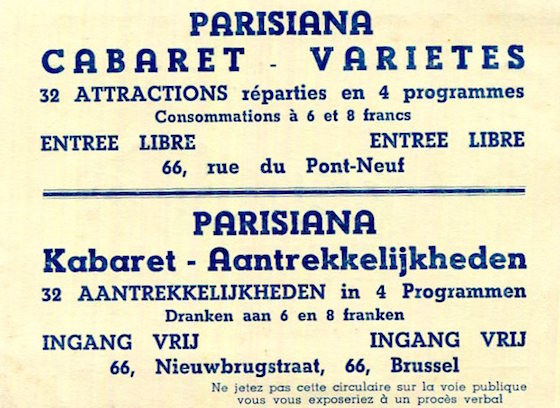 PARISIANA
CABARET - VARIETES
32 ATTRACTIONS réparties en 4 programmes
Consommations à 6 et 8 francs
ENTREE LIBRE ENTREE LIBRE
66, rue du Pont-Neuf
PARISIANA
Kabaret - Aantrekkelijkheden
32 AANTREKKELIJKHEDEN in 4 Programmen
Dranken aan 6 en 8 franken
INGANG VRIJ INGANG VRIJ
66, Nieuwbrugstraat, 66, Brussel
Ne jetez pas cette circulaire sur la voie publique
vous vous exposeriez à un procès verbal